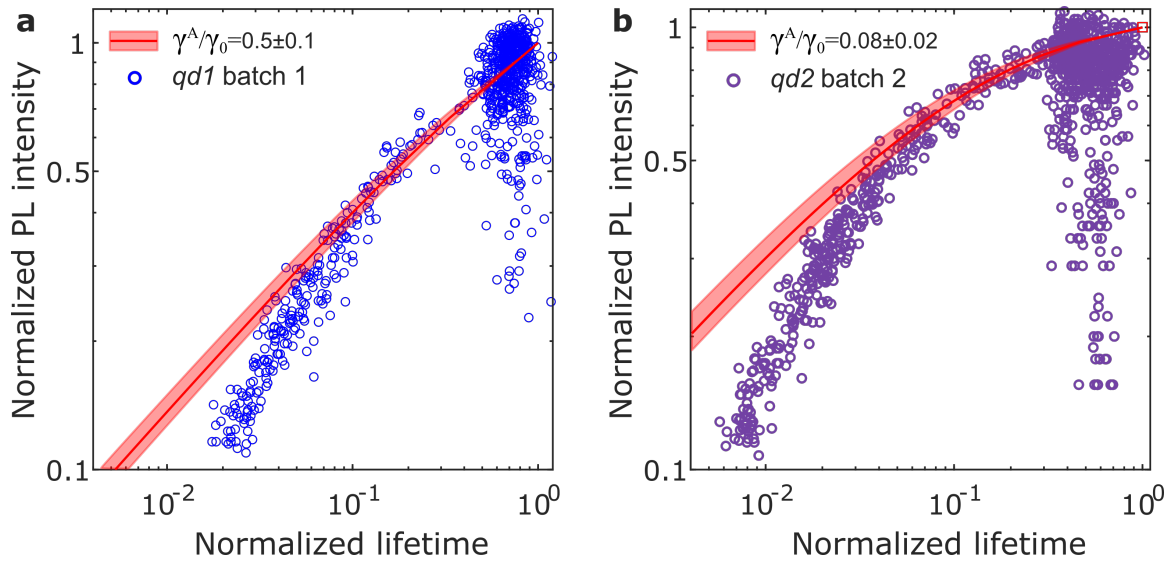 a
γᴬ/γ₀=0.5±0.1
qd1 batch 1
1
0.5
0.1
10⁻²
10⁻¹
10⁰
Normalized PL intensity
Normalized lifetime
b
γᴬ/γ₀=0.08±0.02
qd2 batch 2
1
0.5
0.1
10⁻²
10⁻¹
10⁰
Normalized PL intensity
Normalized lifetime